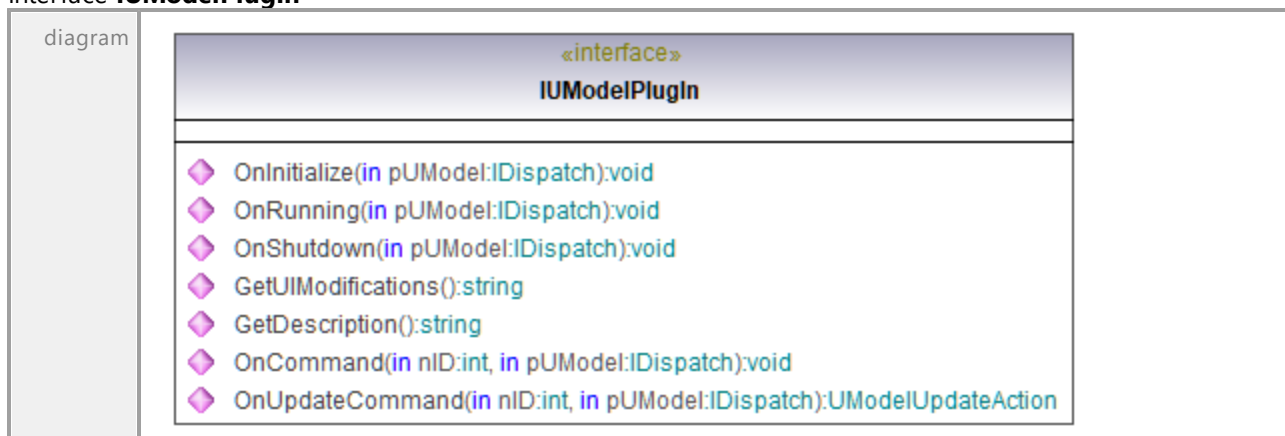 interface IUModelPlugIn
diagram
«interface»
IUModelPlugIn
OnInitialize(in pUModel:IDispatch):void
OnRunning(in pUModel:IDispatch):void
OnShutdown(in pUModel:IDispatch):void
GetUIModifications():string
GetDescription():string
OnCommand(in nID:int, in pUModel:IDispatch):void
OnUpdateCommand(in nID:int, in pUModel:IDispatch):UModelUpdateAction